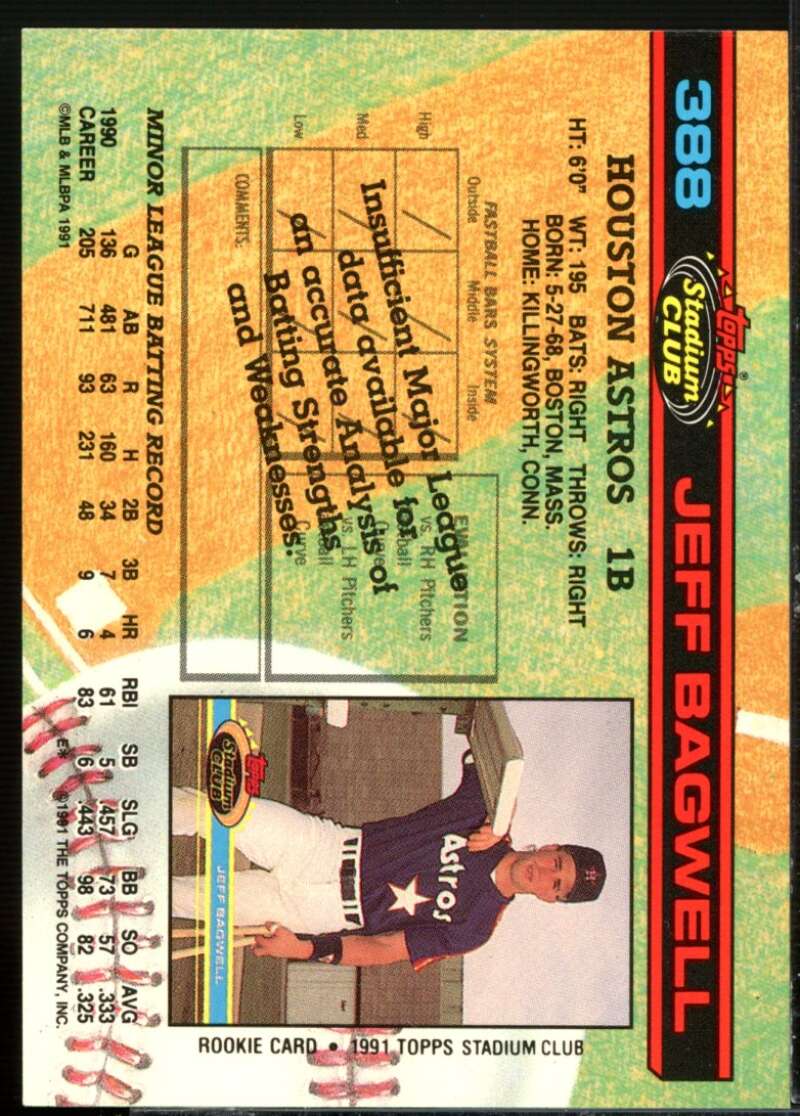 388
Topps®
Stadium
CLUB
JEFF BAGWELL
HOUSTON ASTROS 1B
HT: 6'0" WT: 195 BATS: RIGHT THROWS: RIGHT
BORN: 5-27-68, BOSTON, MASS.
HOME: KILLINGWORTH, CONN.
FASTBALL BARS SYSTEM
Outside Middle Inside
High
Med
Low
EVALUATION
vs. RH Pitchers
vs. LH Pitchers
Curve
COMMENTS:
Insufficient Major League
data available for
an accurate Analysis of
Batting Strengths
and Weaknesses.
MINOR LEAGUE BATTING RECORD
G AB R H 2B 3B HR RBI SB SLG BB SO AVG
1990 136 481 63 160 34 7 4 61 5 .457 73 57 .333
CAREER 205 711 93 231 48 9 6 83 6 .443 98 82 .325
©MLB & MLBPA 1991
E* ©1991 THE TOPPS COMPANY, INC.
H
Astros
Topps
Stadium
CLUB
JEFF BAGWELL
ROOKIE CARD • 1991 TOPPS STADIUM CLUB